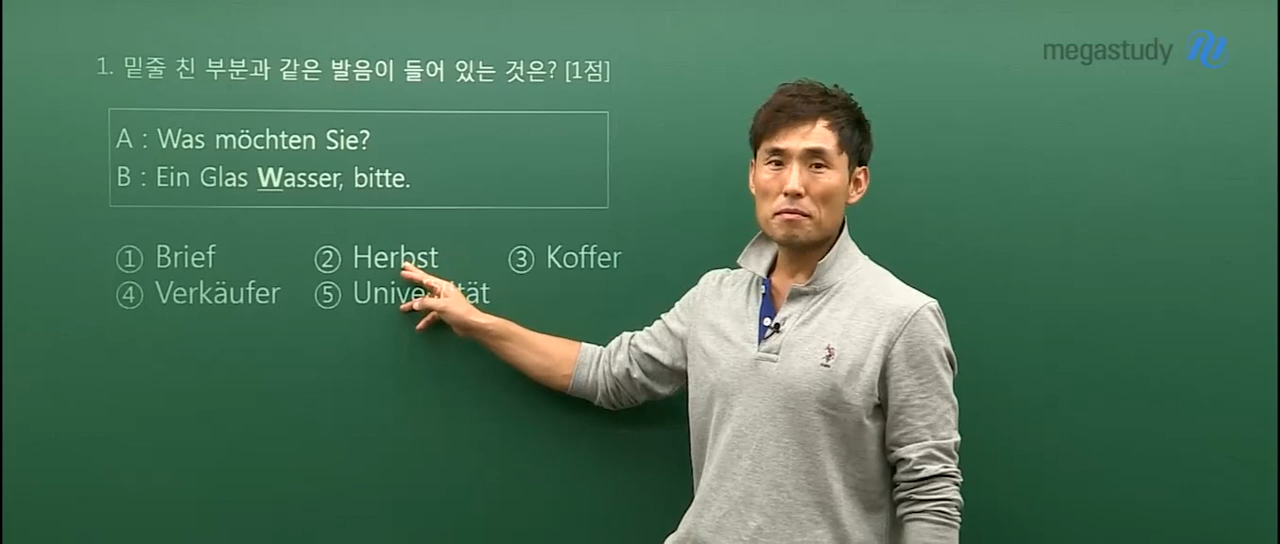 megastudy
1. 밑줄 친 부분과 같은 발음이 들어 있는 것은? [1점]
A : Was möchten Sie?
B : Ein Glas Wasser, bitte.
① Brief ② Herbst ③ Koffer
④ Verkäufer ⑤